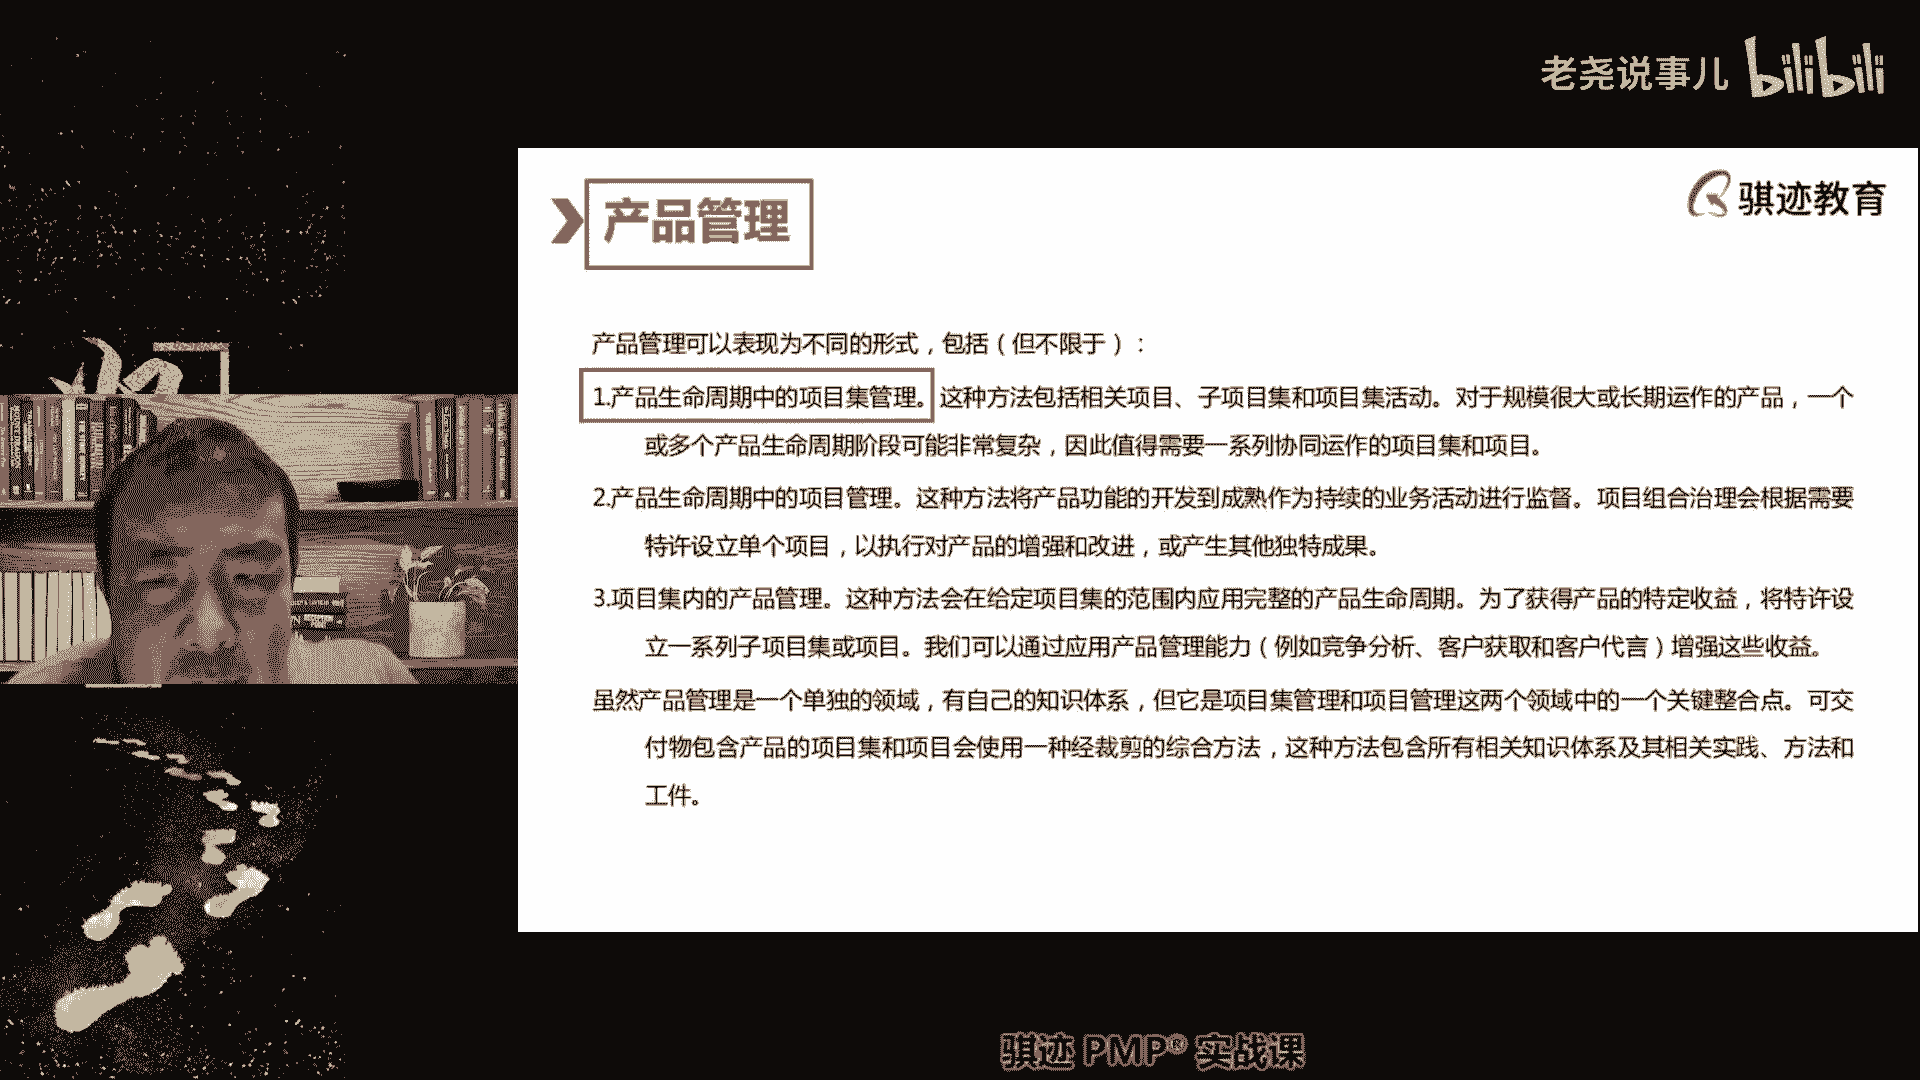 老尧说事儿 bilibili
骐迹教育
产品管理
产品管理可以表现为不同的形式，包括（但不限于）：
1.产品生命周期中的项目集管理。这种方法包括相关项目、子项目集和项目集活动。对于规模很大或长期运作的产品，一个
或多个产品生命周期阶段可能非常复杂，因此值得需要一系列协同运作的项目集和项目。
2.产品生命周期中的项目管理。这种方法将产品功能的开发到成熟作为持续的业务活动进行监督。项目组合治理会根据需要
特许设立单个项目，以执行对产品的增强和改进，或产生其他独特成果。
3.项目集内的产品管理。这种方法会在给定项目集的范围内应用完整的产品生命周期。为了获得产品的特定收益，将特许设
立一系列子项目集或项目。我们可以通过应用产品管理能力（例如竞争分析、客户获取和客户代言）增强这些收益。
虽然产品管理是一个单独的领域，有自己的知识体系，但它是项目集管理和项目管理这两个领域中的一个关键整合点。可交
付物包含产品的项目集和项目会使用一种经裁剪的综合方法，这种方法包含所有相关知识体系及其相关实践、方法和
工件。
骐迹 PMP® 实战课